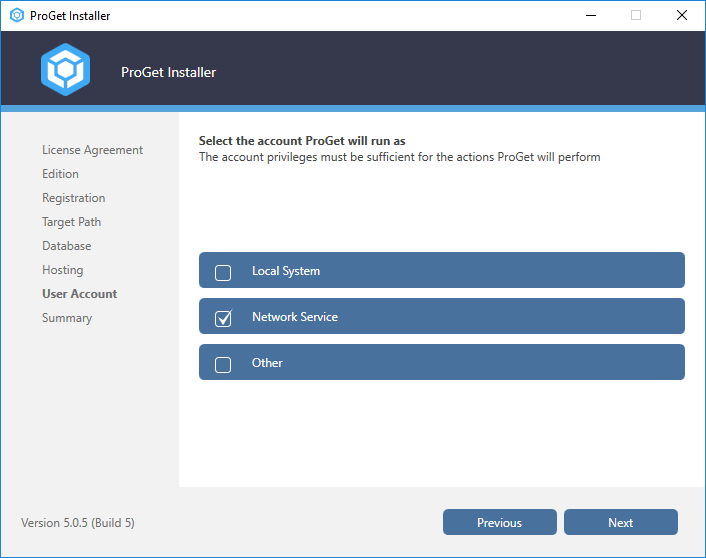 ProGet Installer
ProGet Installer
License Agreement
Edition
Registration
Target Path
Database
Hosting
User Account
Summary
Select the account ProGet will run as
The account privileges must be sufficient for the actions ProGet will perform
Local System
Network Service
Other
Version 5.0.5 (Build 5)
Previous
Next